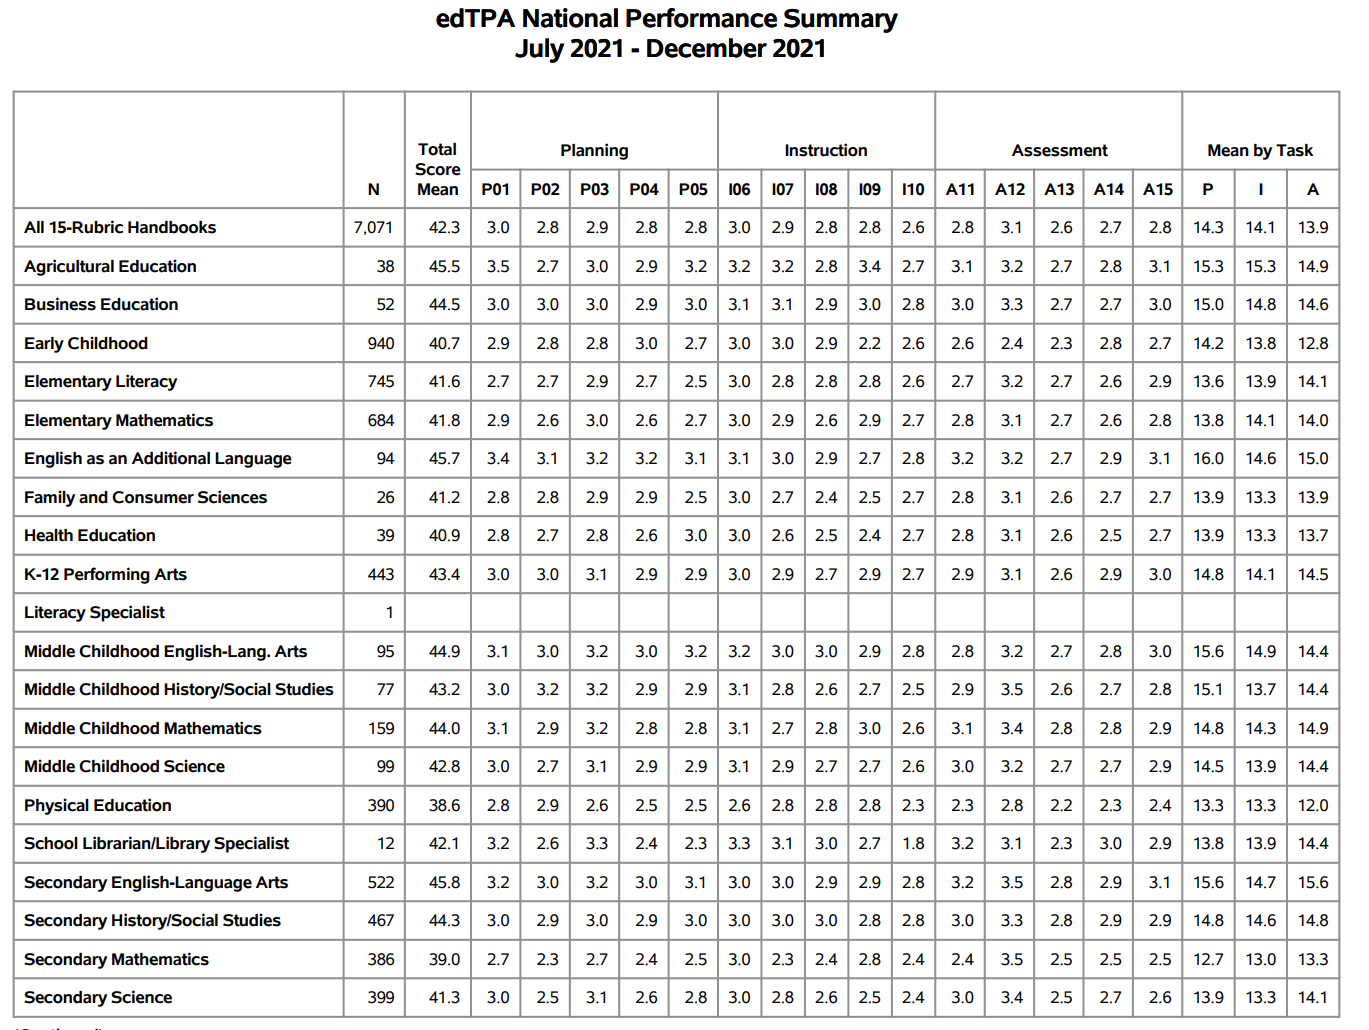 edTPA National Performance Summary
July 2021 - December 2021
N Total Score Mean Planning Instruction Assessment Mean by Task
P01 P02 P03 P04 P05 I06 I07 I08 I09 I10 A11 A12 A13 A14 A15 P I A
All 15-Rubric Handbooks 7,071 42.3 3.0 2.8 2.9 2.8 2.8 3.0 2.9 2.8 2.8 2.6 2.8 3.1 2.6 2.7 2.8 14.3 14.1 13.9
Agricultural Education 38 45.5 3.5 2.7 3.0 2.9 3.2 3.2 3.2 2.8 3.4 2.7 3.1 3.2 2.7 2.8 3.1 15.3 15.3 14.9
Business Education 52 44.5 3.0 3.0 3.0 2.9 3.0 3.1 3.1 2.9 3.0 2.8 3.0 3.3 2.7 2.7 3.0 15.0 14.8 14.6
Early Childhood 940 40.7 2.9 2.8 2.8 3.0 2.7 3.0 3.0 2.9 2.2 2.6 2.6 2.4 2.3 2.8 2.7 14.2 13.8 12.8
Elementary Literacy 745 41.6 2.7 2.7 2.9 2.7 2.5 3.0 2.8 2.8 2.8 2.6 2.7 3.2 2.7 2.6 2.9 13.6 13.9 14.1
Elementary Mathematics 684 41.8 2.9 2.6 3.0 2.6 2.7 3.0 2.9 2.6 2.9 2.7 2.8 3.1 2.7 2.6 2.8 13.8 14.1 14.0
English as an Additional Language 94 45.7 3.4 3.1 3.2 3.2 3.1 3.1 3.0 2.9 2.7 2.8 3.2 3.2 2.7 2.9 3.1 16.0 14.6 15.0
Family and Consumer Sciences 26 41.2 2.8 2.8 2.9 2.9 2.5 3.0 2.7 2.4 2.5 2.7 2.8 3.1 2.6 2.7 2.7 13.9 13.3 13.9
Health Education 39 40.9 2.8 2.7 2.8 2.6 3.0 3.0 2.6 2.5 2.4 2.7 2.8 3.1 2.6 2.5 2.7 13.9 13.3 13.7
K-12 Performing Arts 443 43.4 3.0 3.0 3.1 2.9 2.9 3.0 2.9 2.7 2.9 2.7 2.9 3.1 2.6 2.9 3.0 14.8 14.1 14.5
Literacy Specialist 1
Middle Childhood English-Lang. Arts 95 44.9 3.1 3.0 3.2 3.0 3.2 3.2 3.0 3.0 2.9 2.8 2.8 3.2 2.7 2.8 3.0 15.6 14.9 14.4
Middle Childhood History/Social Studies 77 43.2 3.0 3.2 3.2 2.9 2.9 3.1 2.8 2.6 2.7 2.5 2.9 3.5 2.6 2.7 2.8 15.1 13.7 14.4
Middle Childhood Mathematics 159 44.0 3.1 2.9 3.2 2.8 2.8 3.1 2.7 2.8 3.0 2.6 3.1 3.4 2.8 2.8 2.9 14.8 14.3 14.9
Middle Childhood Science 99 42.8 3.0 2.7 3.1 2.9 2.9 3.1 2.9 2.7 2.7 2.6 3.0 3.2 2.7 2.7 2.9 14.5 13.9 14.4
Physical Education 390 38.6 2.8 2.9 2.6 2.5 2.5 2.6 2.8 2.8 2.8 2.3 2.3 2.8 2.2 2.3 2.4 13.3 13.3 12.0
School Librarian/Library Specialist 12 42.1 3.2 2.6 3.3 2.4 2.3 3.3 3.1 3.0 2.7 1.8 3.2 3.1 2.3 3.0 2.9 13.8 13.9 14.4
Secondary English-Language Arts 522 45.8 3.2 3.0 3.2 3.0 3.1 3.0 3.0 2.9 2.9 2.8 3.2 3.5 2.8 2.9 3.1 15.6 14.7 15.6
Secondary History/Social Studies 467 44.3 3.0 2.9 3.0 2.9 3.0 3.0 3.0 3.0 2.8 2.8 3.0 3.3 2.8 2.9 2.9 14.8 14.6 14.8
Secondary Mathematics 386 39.0 2.7 2.3 2.7 2.4 2.5 3.0 2.3 2.4 2.8 2.4 2.4 3.5 2.5 2.5 2.5 12.7 13.0 13.3
Secondary Science 399 41.3 3.0 2.5 3.1 2.6 2.8 3.0 2.8 2.6 2.5 2.4 3.0 3.4 2.5 2.7 2.6 13.9 13.3 14.1